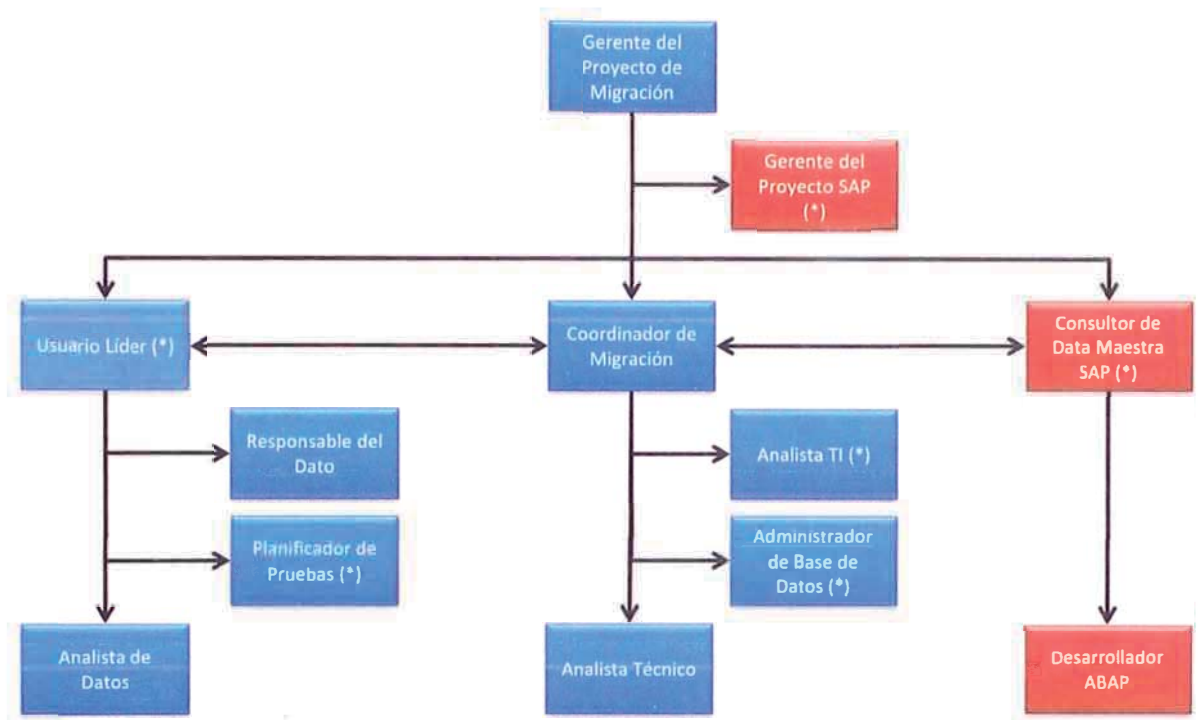 Gerente del
Proyecto de
Migración
Gerente del
Proyecto SAP
(*)
Usuario Líder (*)
Coordinador de
Migración
Consultor de
Data Maestra
SAP (*)
Responsable del
Dato
Analista TI (*)
Planificador de
Pruebas (*)
Administrador
de Base de
Datos (*)
Analista de
Datos
Analista Técnico
Desarrollador
ABAP